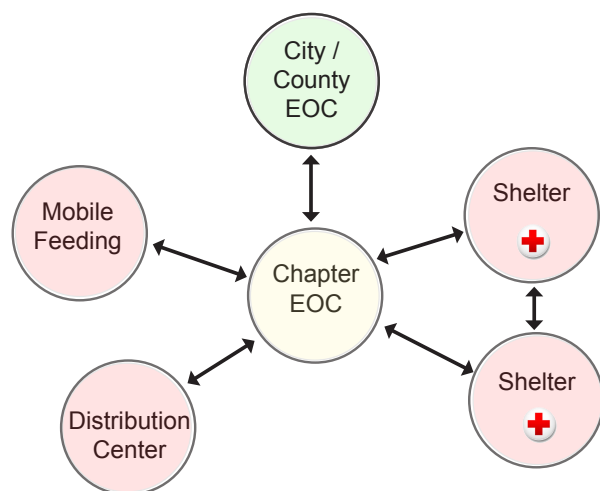 City /
County
EOC
Shelter
Mobile
Feeding
Chapter
EOC
Shelter
Distribution
Center